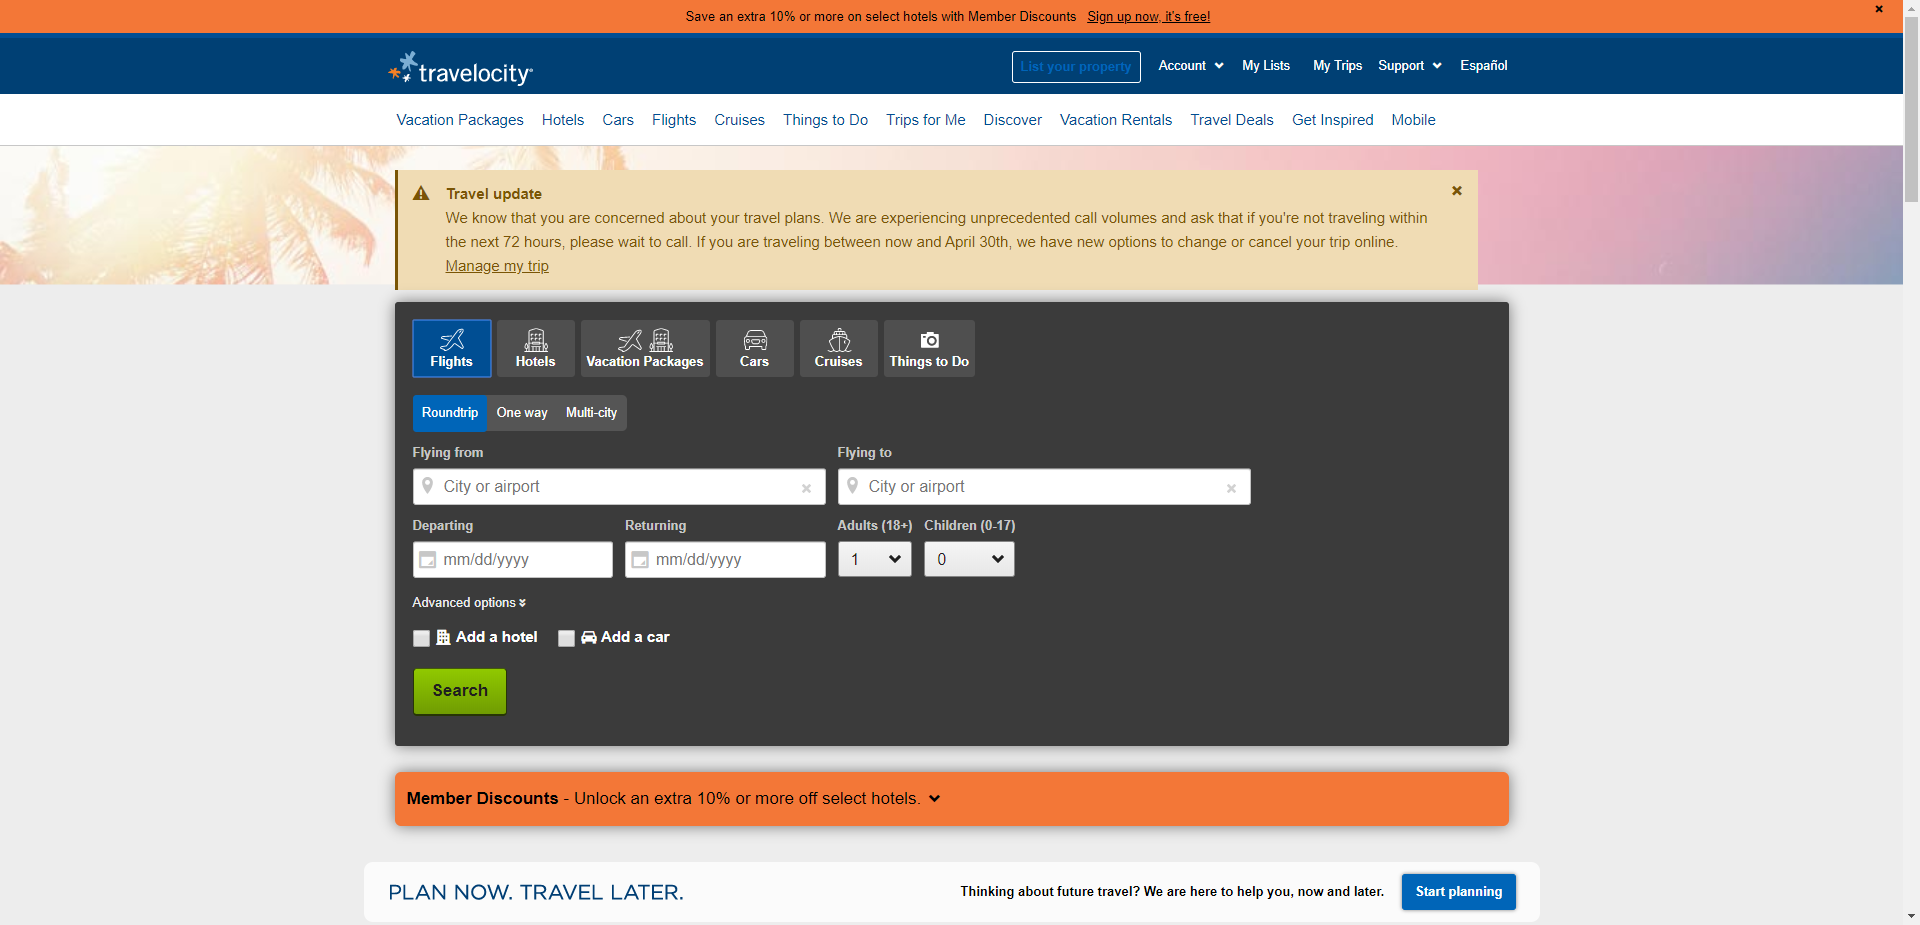 Save an extra 10% or more on select hotels with Member Discounts Sign up now, it's free!
travelocity
List your property Account My Lists My Trips Support Español
Vacation Packages Hotels Cars Flights Cruises Things to Do Trips for Me Discover Vacation Rentals Travel Deals Get Inspired Mobile
Travel update
We know that you are concerned about your travel plans. We are experiencing unprecedented call volumes and ask that if you're not traveling within
the next 72 hours, please wait to call. If you are traveling between now and April 30th, we have new options to change or cancel your trip online.
Manage my trip
Flights Hotels Vacation Packages Cars Cruises Things to Do
Roundtrip One way Multi-city
Flying from Flying to
City or airport City or airport
Departing Returning Adults (18+) Children (0-17)
mm/dd/yyyy mm/dd/yyyy 1 0
Advanced options
Add a hotel Add a car
Search
Member Discounts - Unlock an extra 10% or more off select hotels.
PLAN NOW. TRAVEL LATER. Thinking about future travel? We are here to help you, now and later. Start planning